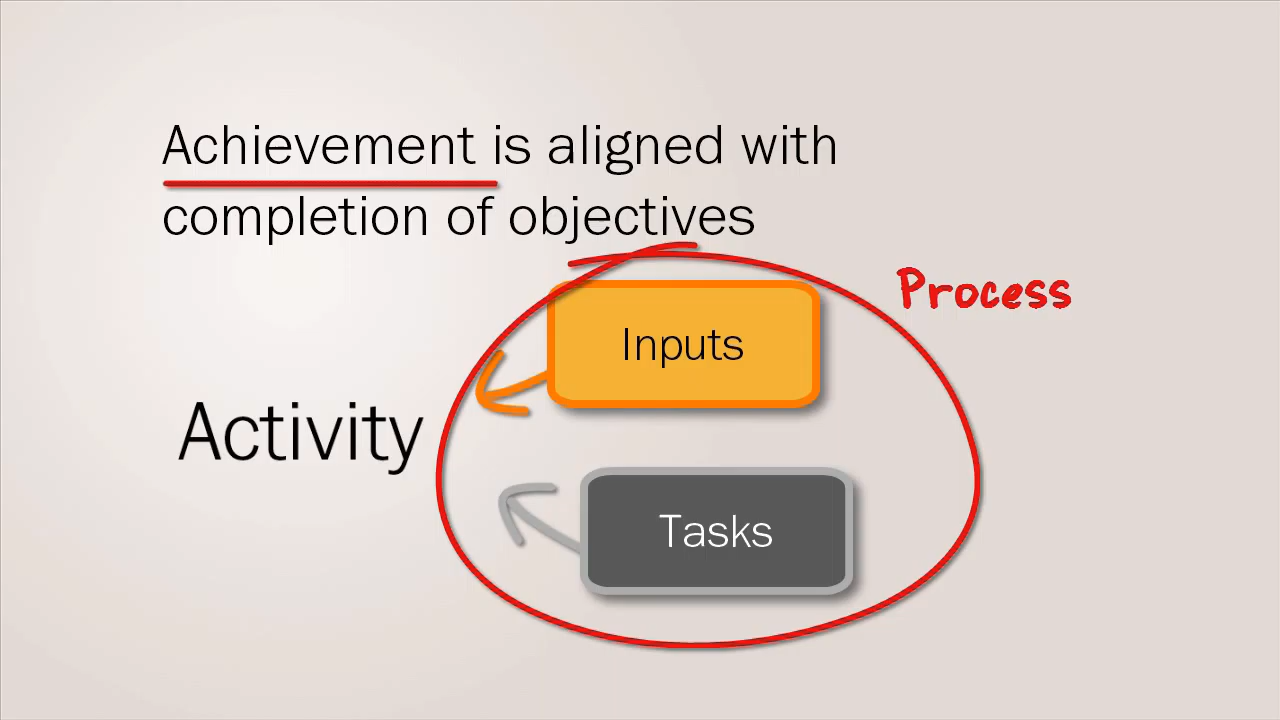 Achievement is aligned with
completion of objectives
Process
Inputs
Activity
Tasks